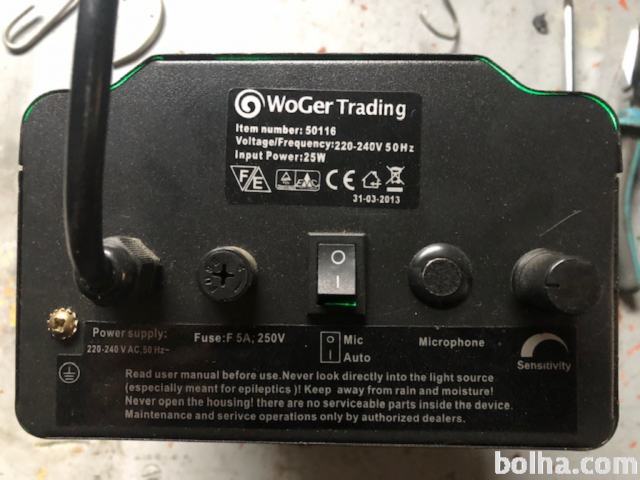 WoGer Trading
Item number: 50116
Voltage/Frequency:220-240V 50Hz
Input Power:25W
F/E
EMC
CE
31-03-2013
O
I
Power supply:
220-240 V AC, 50 Hz~
Fuse: F 5A, 250V
O Mic
I Auto
Microphone
Sensitivity
Read user manual before use.Never look directly into the light source
(especially meant for epileptics )! Keep away from rain and moisture!
Never open the housing! there are no serviceable parts inside the device.
Maintenance and serivce operations only by authorized dealers.
bolha.com